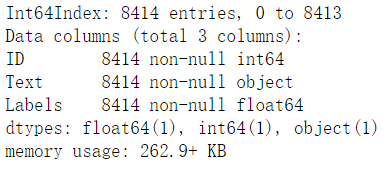 Int64Index: 8414 entries, 0 to 8413
Data columns (total 3 columns):
ID        8414 non-null int64
Text      8414 non-null object
Labels    8414 non-null float64
dtypes: float64(1), int64(1), object(1)
memory usage: 262.9+ KB